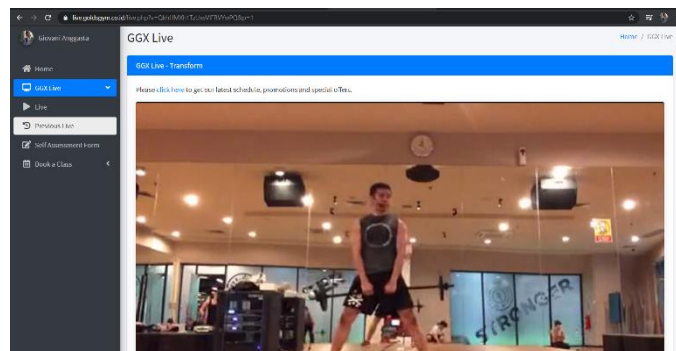 Giovani Anggasta
Home
GGX Live
Live
Previous Live
Self Assessment Form
Book a Class
GGX Live
Home / GGX Live
GGX Live - Transform
Please click here to get our latest schedule, promotions and special offers.
STRONGER